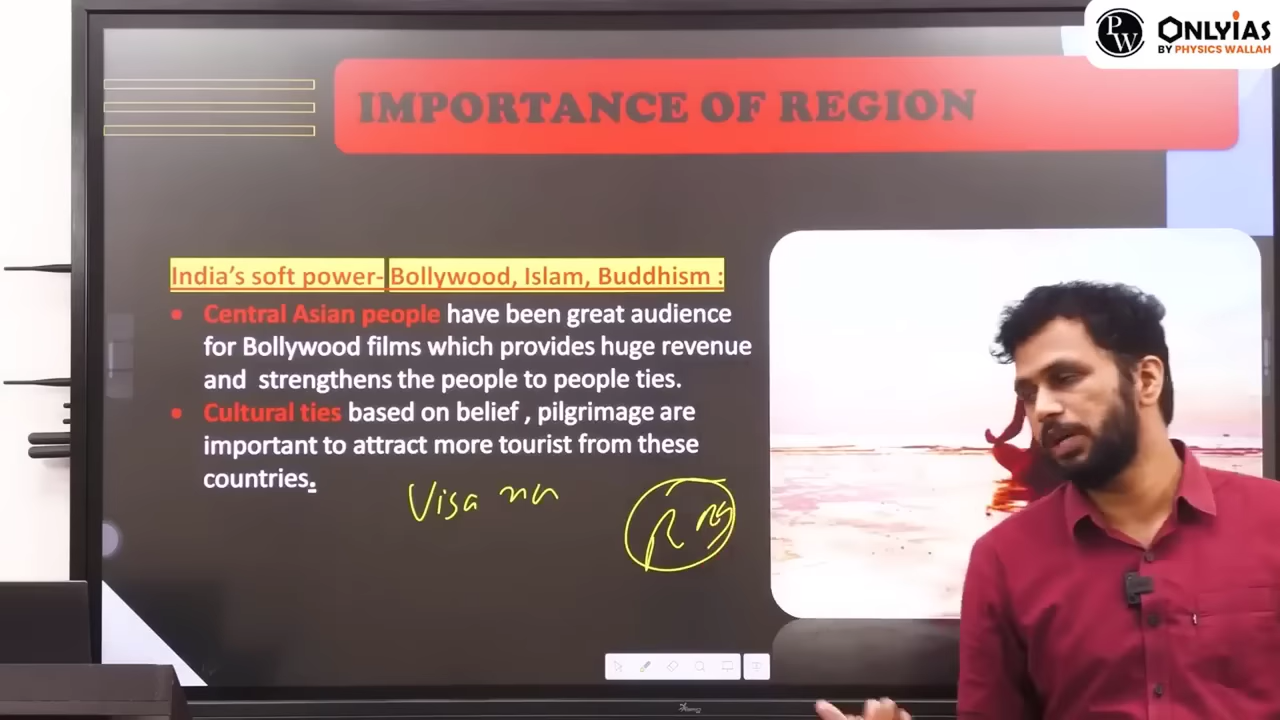 PW ONLYIAS
BY PHYSICS WALLAH
IMPORTANCE OF REGION
India's soft power- Bollywood, Islam, Buddhism :
• Central Asian people have been great audience
for Bollywood films which provides huge revenue
and strengthens the people to people ties.
• Cultural ties based on belief , pilgrimage are
important to attract more tourist from these
countries.
Visa